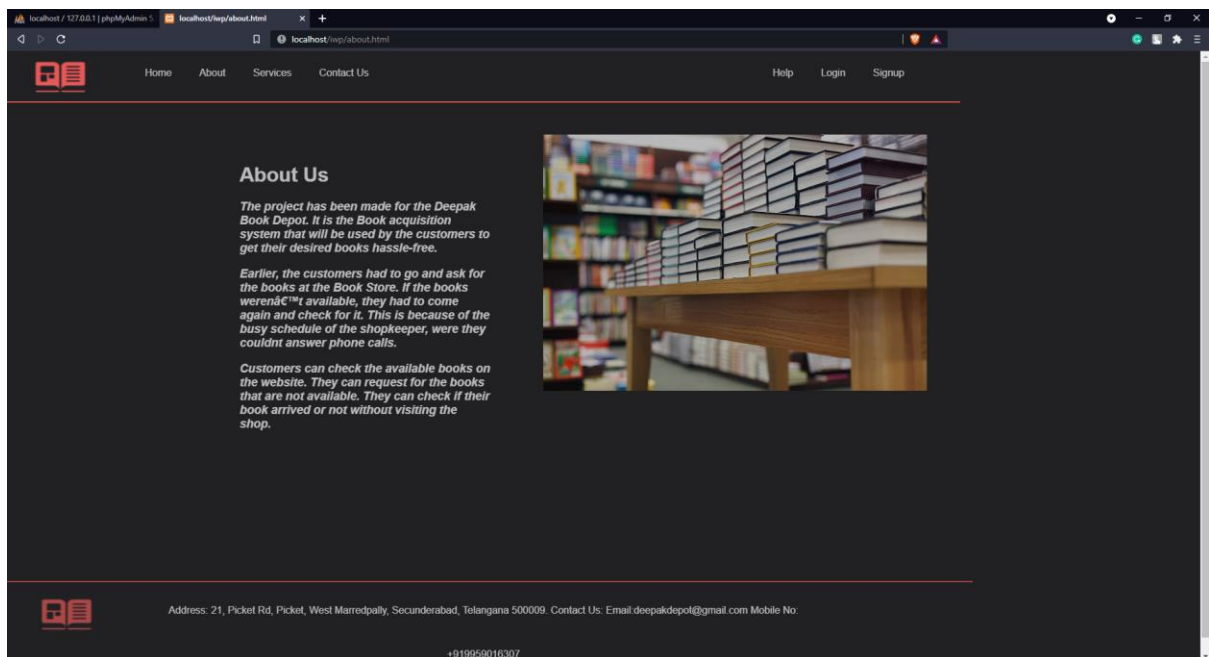 localhost / 127.0.0.1 | phpMyAdmin 5.
localhost/iwp/about.html
localhost/iwp/about.html
Home About Services Contact Us Help Login Signup
About Us
The project has been made for the Deepak
Book Depot. It is the Book acquisition
system that will be used by the customers to
get their desired books hassle-free.
Earlier, the customers had to go and ask for
the books at the Book Store. If the books
werenâ€™t available, they had to come
again and check for it. This is because of the
busy schedule of the shopkeeper, were they
couldnt answer phone calls.
Customers can check the available books on
the website. They can request for the books
that are not available. They can check if their
book arrived or not without visiting the
shop.
Address: 21, Picket Rd, Picket, West Marredpally, Secunderabad, Telangana 500009. Contact Us: Email:deepakdepot@gmail.com Mobile No:
+919959016307